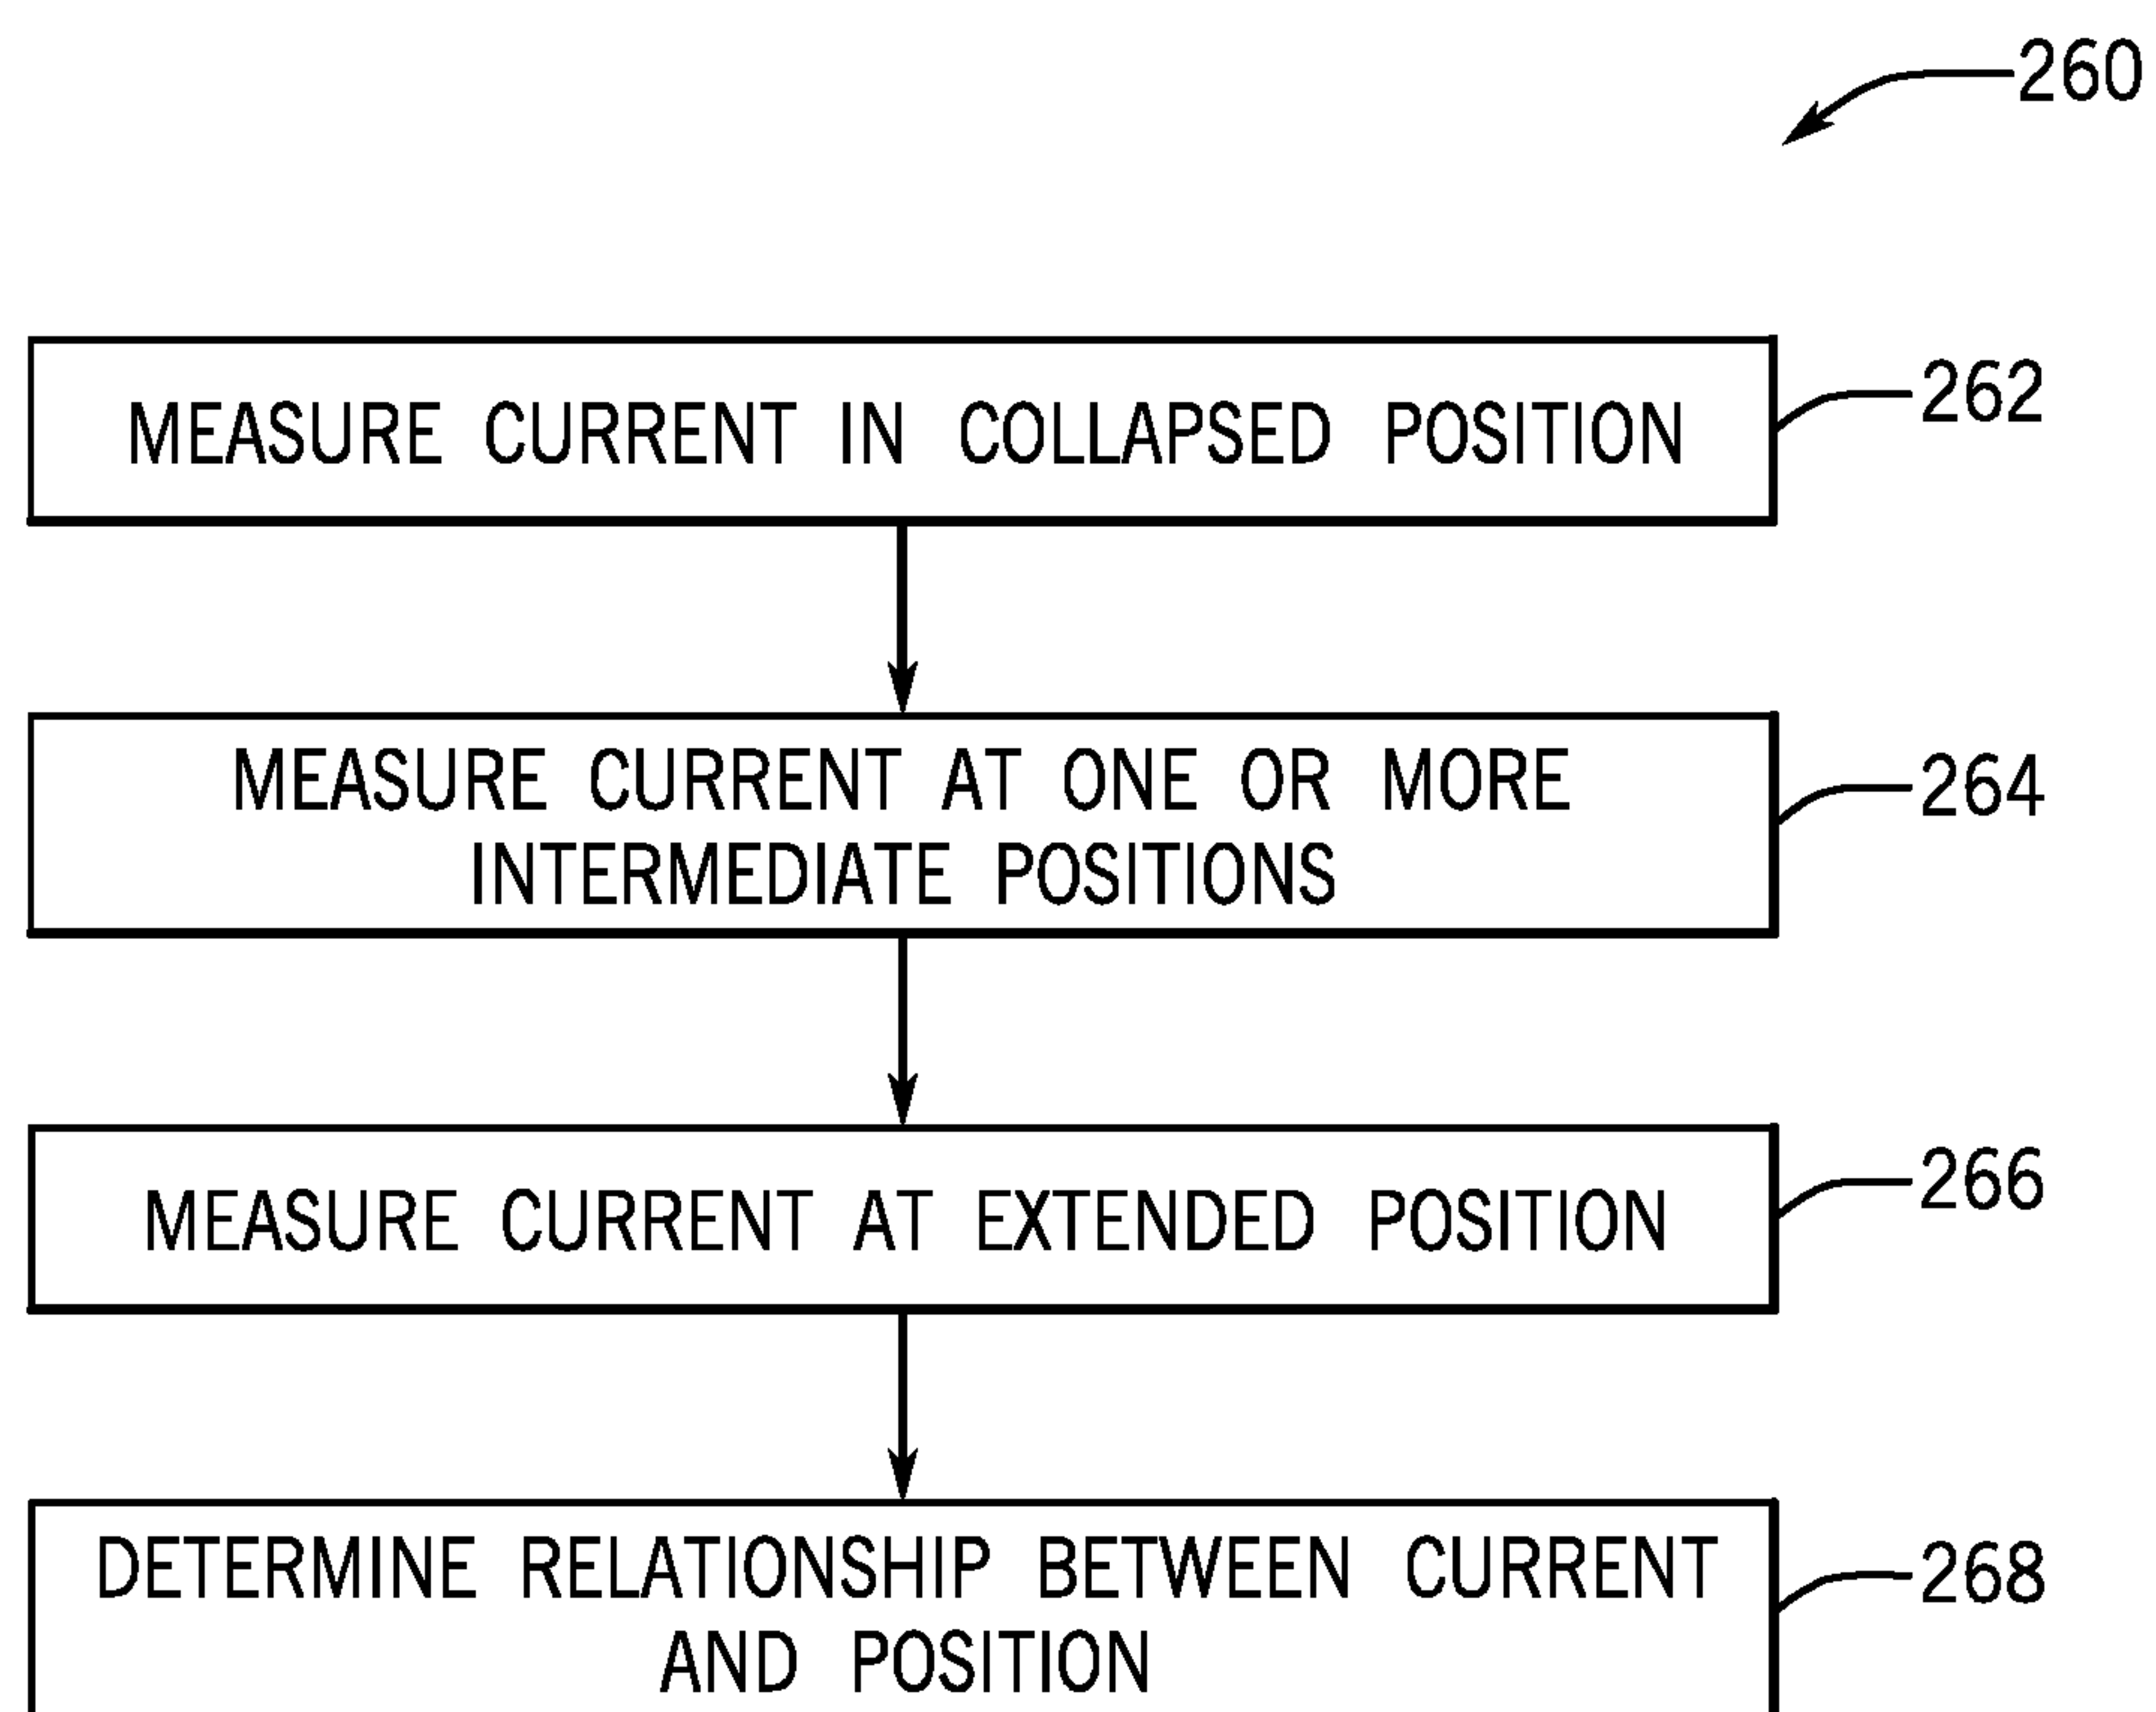 260
MEASURE CURRENT IN COLLAPSED POSITION
262
MEASURE CURRENT AT ONE OR MORE
INTERMEDIATE POSITIONS
264
MEASURE CURRENT AT EXTENDED POSITION
266
DETERMINE RELATIONSHIP BETWEEN CURRENT
AND POSITION
268